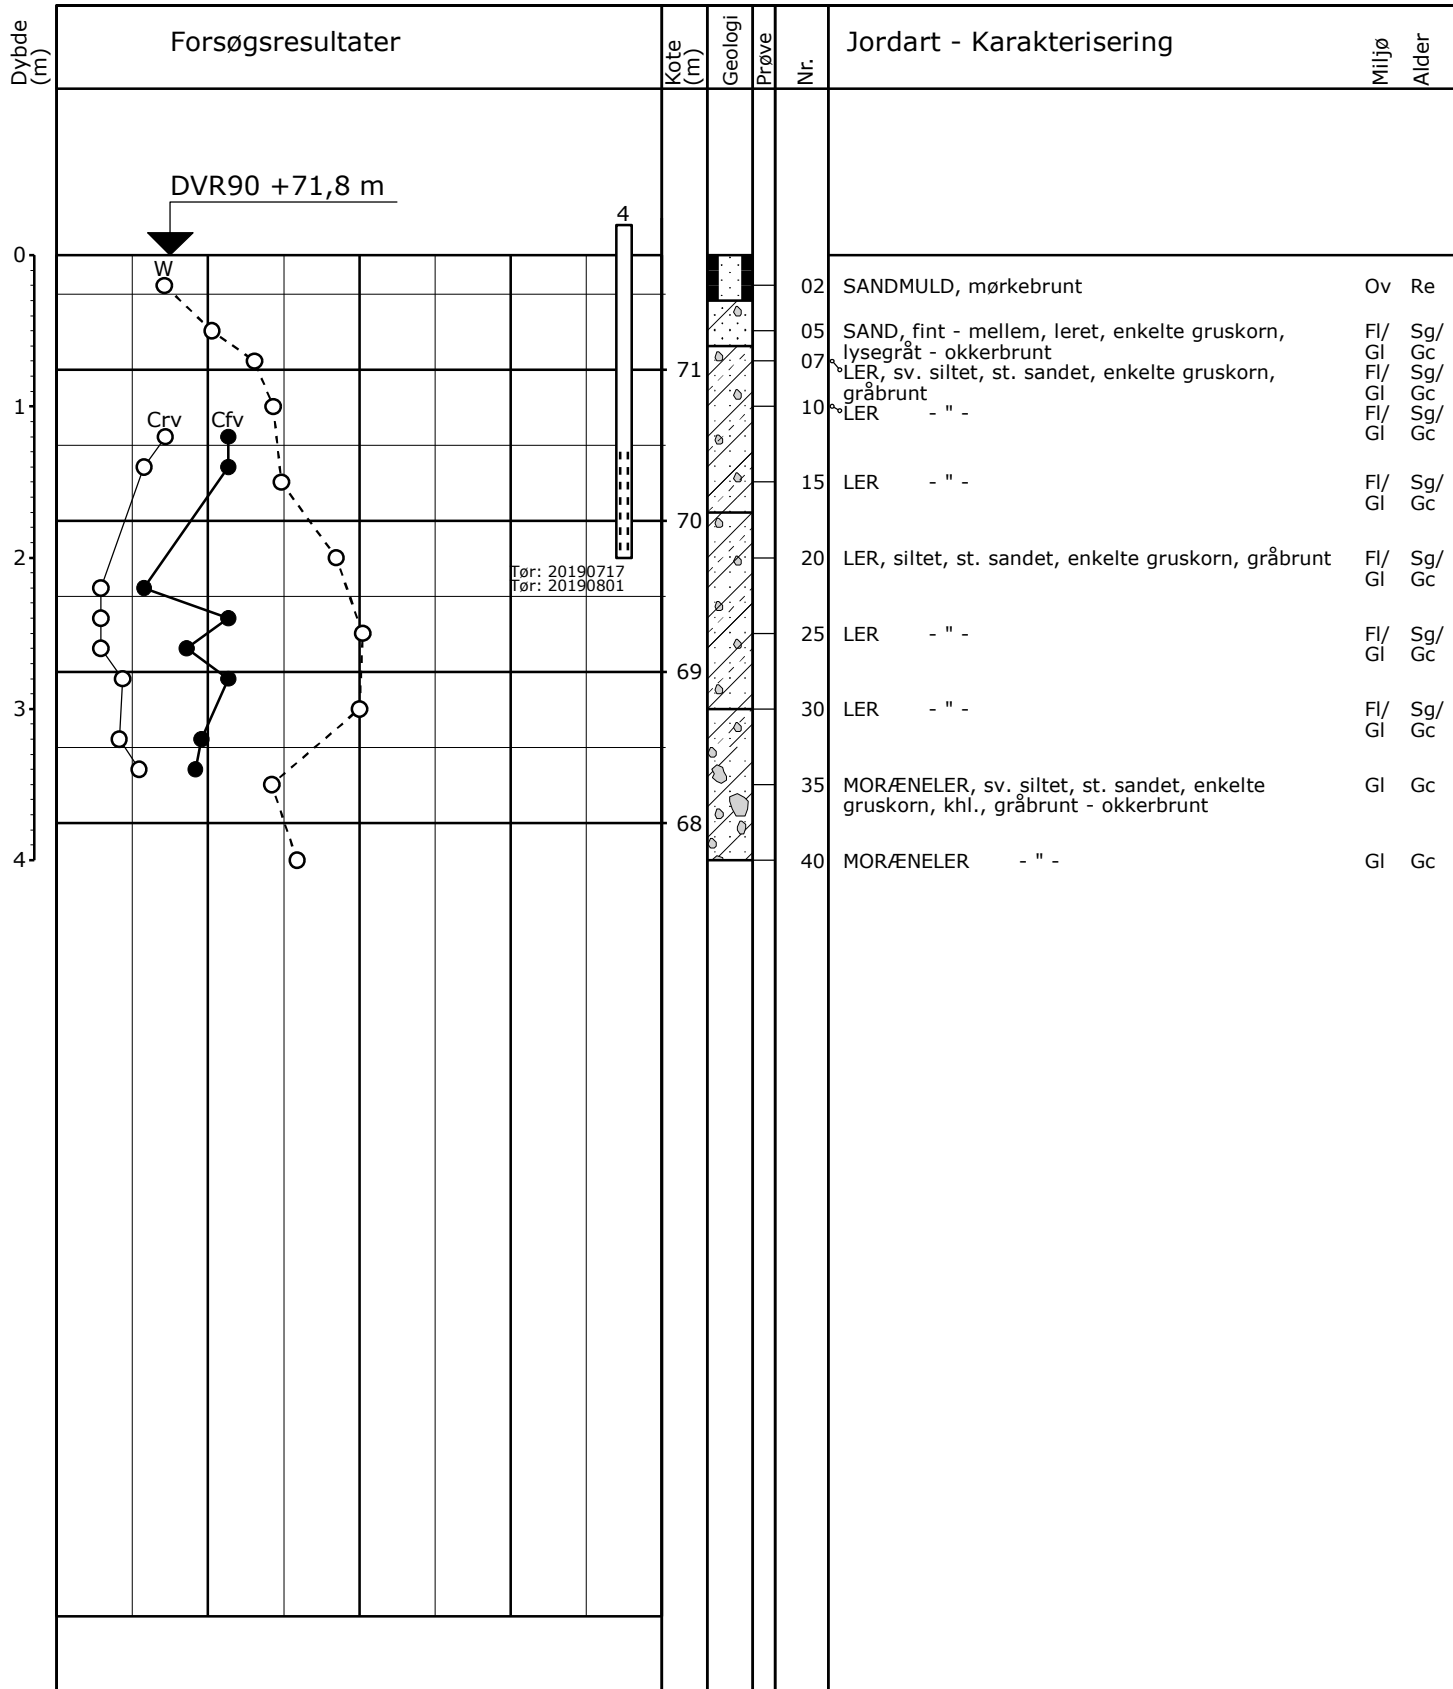 Dybde
(m)
Forsøgsresultater
Kote
(m)
Geologi
Prøve
Nr.
Jordart - Karakterisering
Miljø
Alder
DVR90 +71,8 m
4
0
W
02 SANDMULD, mørkebrunt Ov Re
05 SAND, fint - mellem, leret, enkelte gruskorn, Fl/ Sg/
lysegråt - okkerbrunt Gl Gc
07 LER, sv. siltet, st. sandet, enkelte gruskorn, Fl/ Sg/
71
gråbrunt Gl Gc
1
10 LER - " - Fl/ Sg/
Gl Gc
Crv Cfv
15 LER - " - Fl/ Sg/
Gl Gc
70
2
20 LER, siltet, st. sandet, enkelte gruskorn, gråbrunt Fl/ Sg/
Gl Gc
Tør: 20190717
Tør: 20190801
25 LER - " - Fl/ Sg/
Gl Gc
69
3
30 LER - " - Fl/ Sg/
Gl Gc
35 MORÆNELER, sv. siltet, st. sandet, enkelte Gl Gc
gruskorn, khl., gråbrunt - okkerbrunt
68
4
40 MORÆNELER - " - Gl Gc